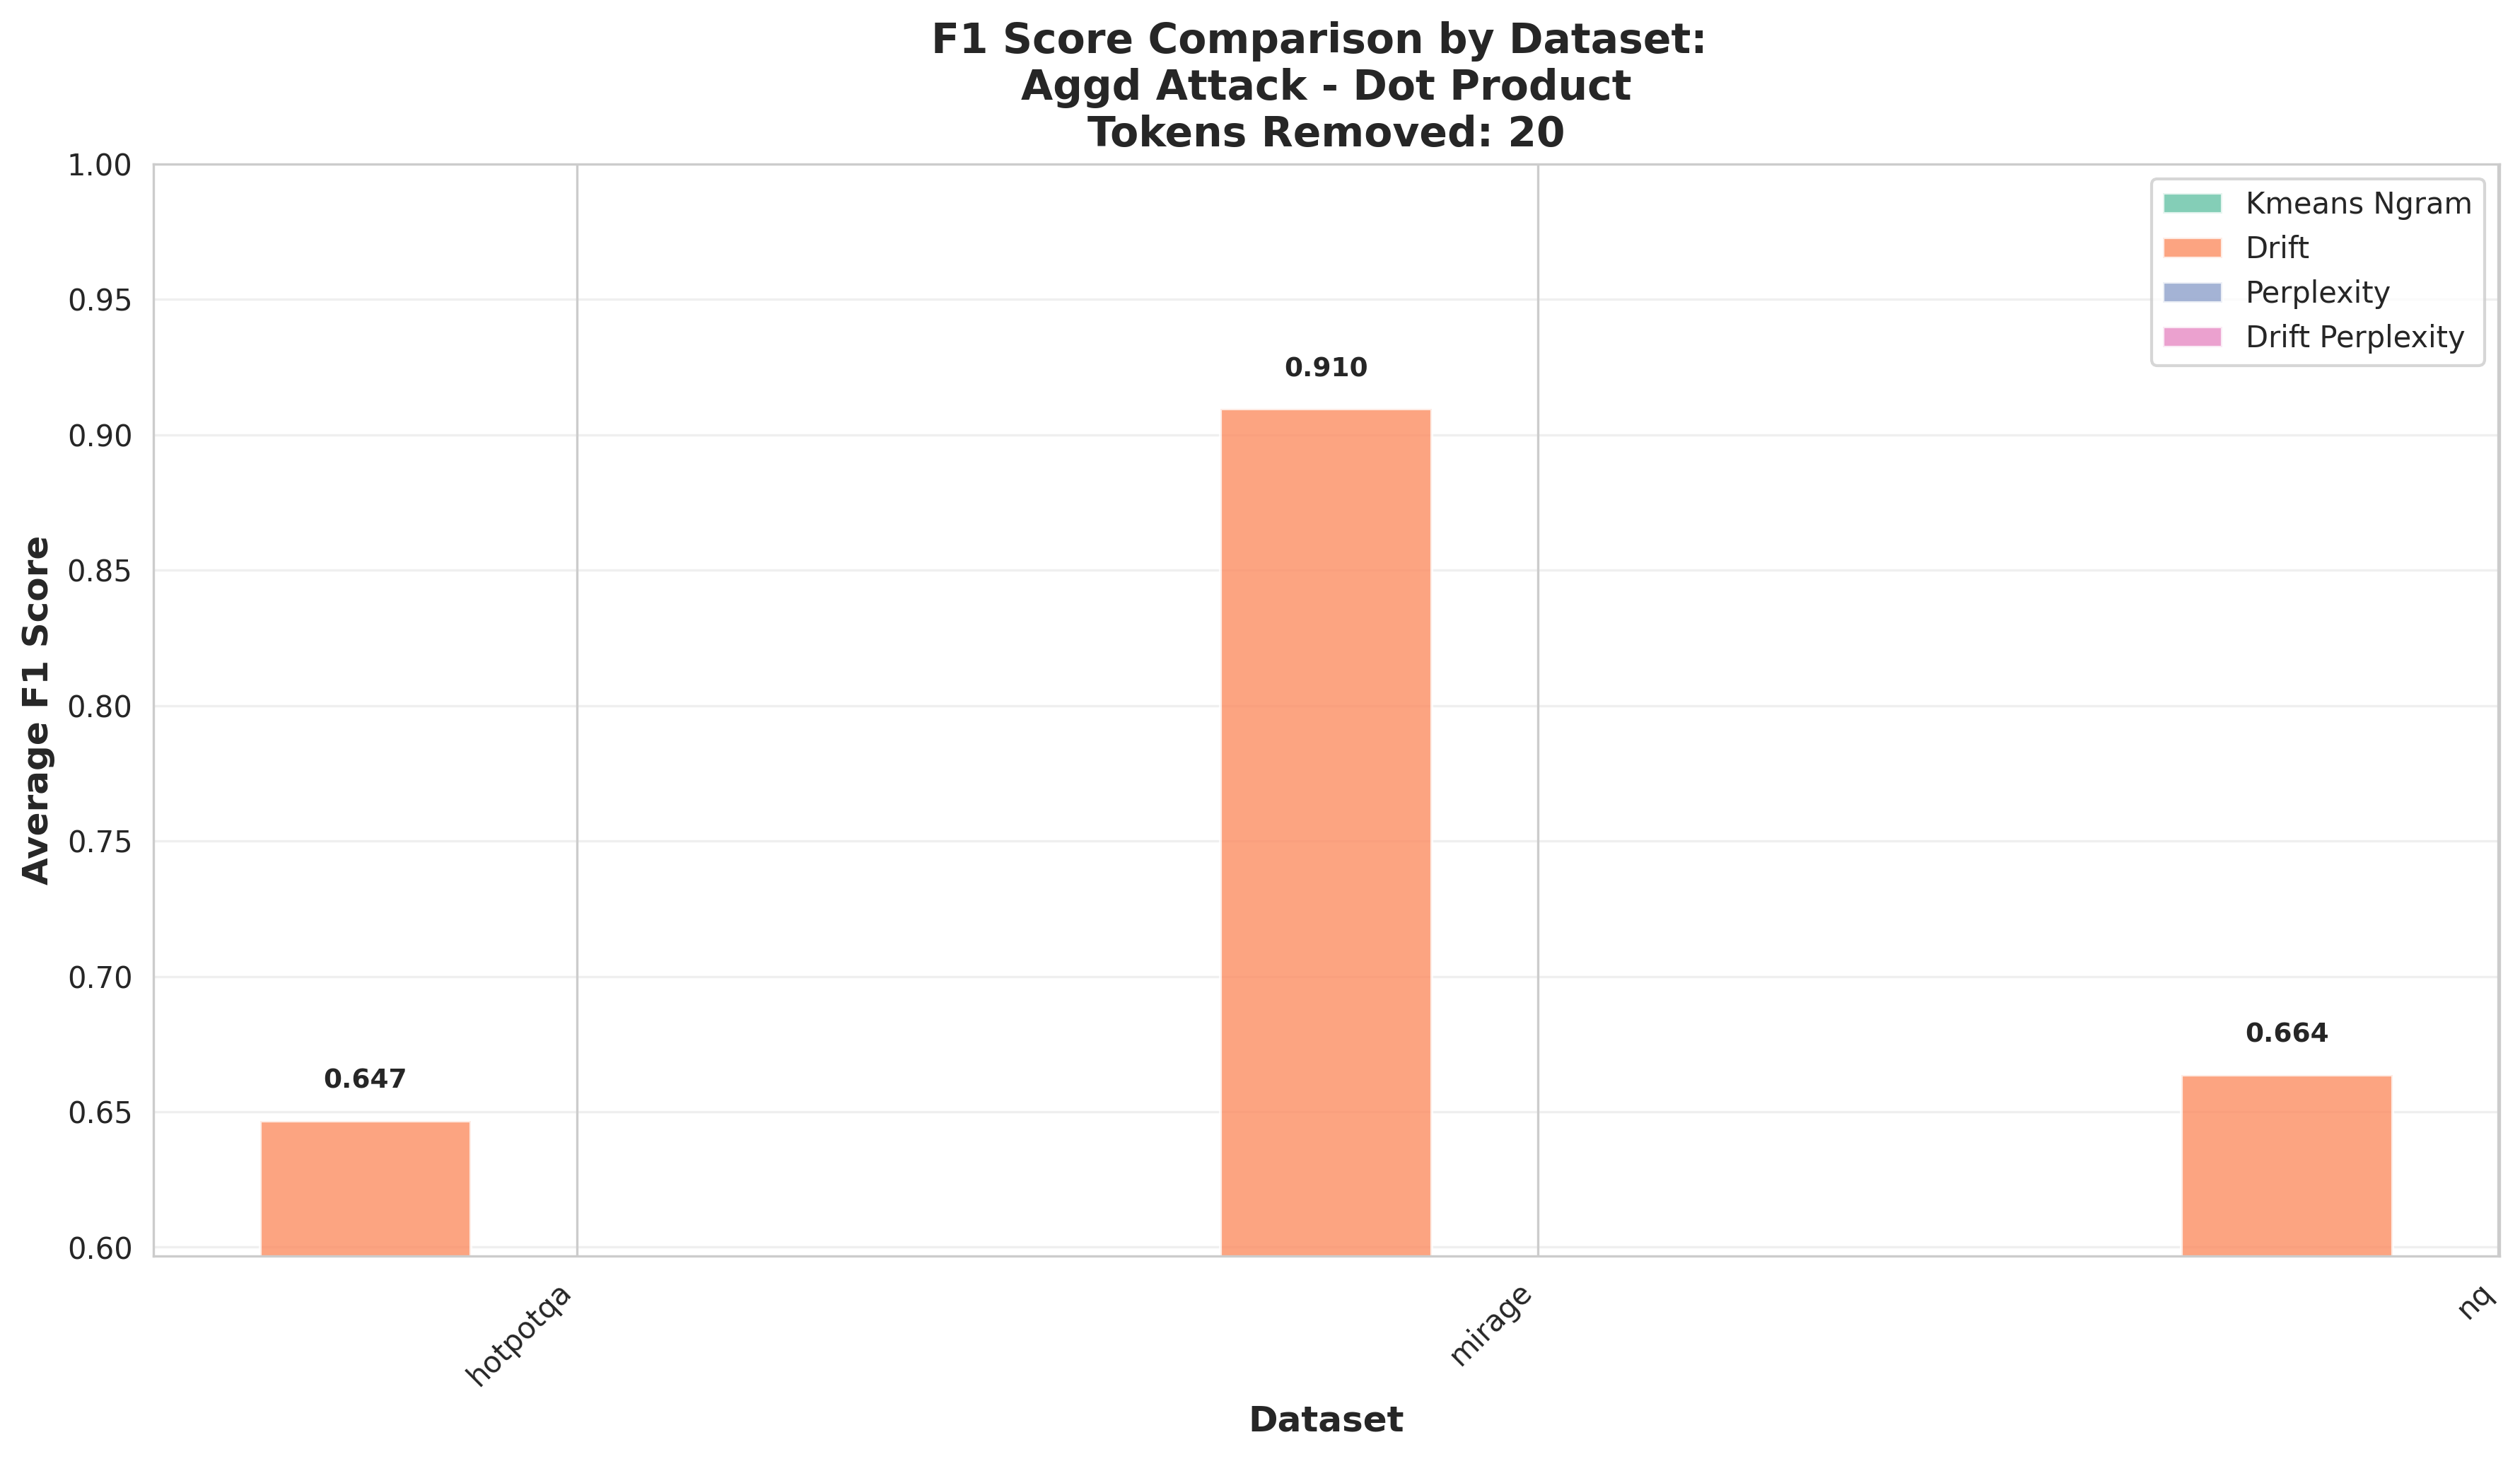 F1 Score Comparison by Dataset:
Aggd Attack - Dot Product
Tokens Removed: 20
1.00
0.95
0.90
0.85
0.80
0.75
0.70
0.65
0.60
Average F1 Score
Kmeans Ngram
Drift
Perplexity
Drift Perplexity
0.647
0.910
0.664
hotpotqa
mirage
nq
Dataset